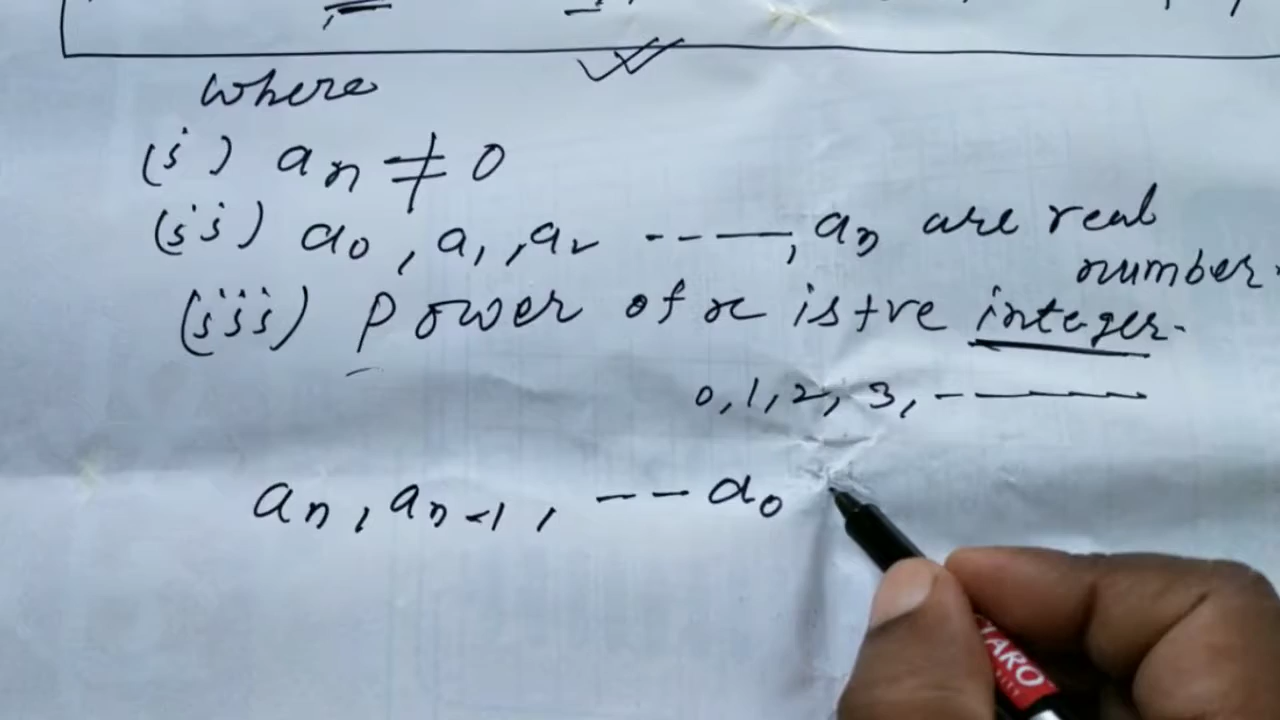 where
(i) an ≠ 0
(ii) a0, a1, a2 -----, an are real
number.
(iii) Power of x is +ve integer.
0, 1, 2, 3, -----
an, an-1, -- a0
CLARO